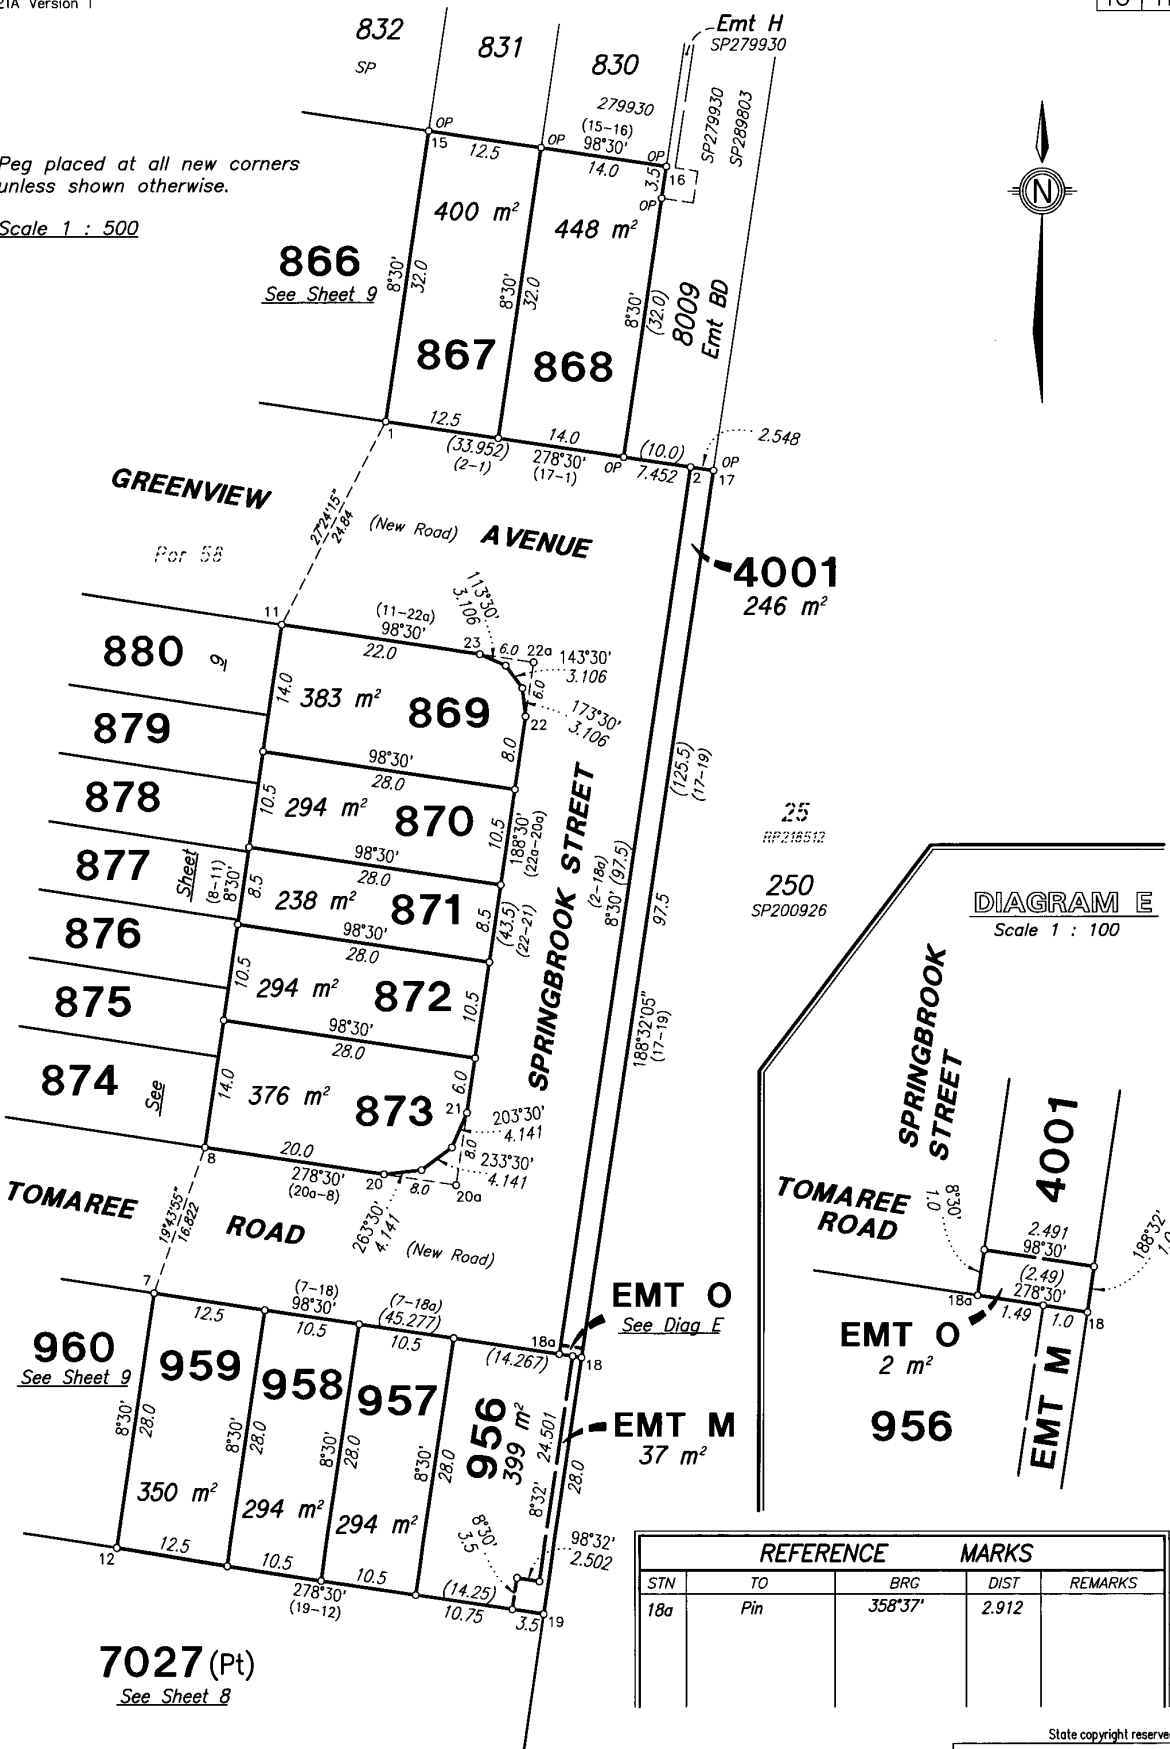 21A Version 1
832
SP
831
830
279930
(15-16)
98°30'
Emt H
SP279930
SP279930
SP289803
OP
15
12.5
OP
14.0
OP
3.5
16
OP
Peg placed at all new corners
unless shown otherwise.
Scale 1 : 500
N
866
See Sheet 9
400 m²
448 m²
8°30'
32.0
8°30'
32.0
8°30'
(32.0)
867
868
8009
Emt BD
1
12.5
(33.952)
(2-1)
14.0
278°30'
(17-1)
OP
(10.0)
7.452
2
2.548
OP
17
GREENVIEW
AVENUE
(New Road)
27°24'15"
24.84
Por 58
4001
246 m²
11
(11-22a)
98°30'
22.0
23
113°30'
3.106
6.0
22a
143°30'
3.106
6.0
173°30'
3.106
22
880
9
879
878
877
Sheet
876
875
874
See
14.0
383 m²
869
8.0
98°30'
28.0
10.5
294 m²
870
10.5
188°30'
(22a-20a)
98°30'
28.0
(8-11)
8°30'
8.5
238 m²
871
8.5
(43.5)
(22-21)
98°30'
28.0
10.5
294 m²
872
10.5
98°30'
28.0
14.0
376 m²
873
6.0
21
203°30'
4.141
8.0
233°30'
4.141
8
20.0
278°30'
(20a-8)
20
8.0
20a
263°30'
4.141
SPRINGBROOK STREET
(2-18a)
8°30' (97.5)
(125.5)
(17-19)
97.5
188°32'05"
(17-19)
25
RP218512
250
SP200926
TOMAREE
ROAD
(New Road)
19°43'55"
16.822
7
12.5
(7-18)
98°30'
10.5
(7-18a)
(45.277)
10.5
(14.267)
18a
18
EMT O
See Diag E
EMT M
37 m²
960
See Sheet 9
959
958
957
956
399 m²
8°30'
28.0
8°30'
28.0
8°30'
28.0
8°30'
28.0
24.501
8°32'
28.0
350 m²
294 m²
294 m²
8°30'
3.5
98°32'
2.502
12
12.5
10.5
278°30'
(19-12)
10.5
(14.25)
10.75
3.5
19
7027 (Pt)
See Sheet 8
DIAGRAM E
Scale 1 : 100
SPRINGBROOK
STREET
4001
TOMAREE
ROAD
8°30'
1.0
2.491
98°30'
(2.49)
278°30'
188°32'
18a
1.49
1.0
18
EMT O
2 m²
EMT M
956
REFERENCE MARKS
STN TO BRG DIST REMARKS
18a Pin 358°37' 2.912
State copyright reserve